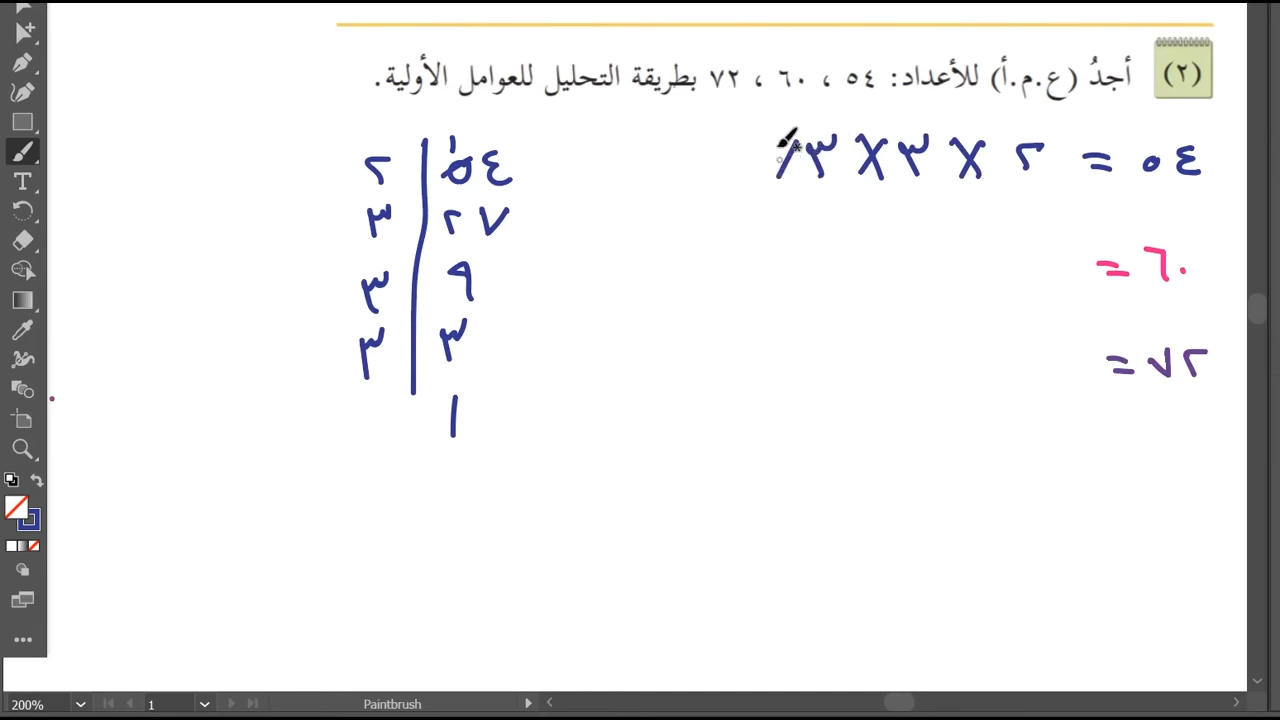 (٢) أجدُ (ع.م.أ) للأعداد: ٥٤ ، ٦٠ ، ٧٢ بطريقة التحليل للعوامل الأولية.
٥٤ = ٢ × ٣ × ٣
٦٠ =
٧٢ =
٢ | ٥٤
٣ | ٢٧
٣ | ٩
٣ | ٣
١
200%
1
Paintbrush